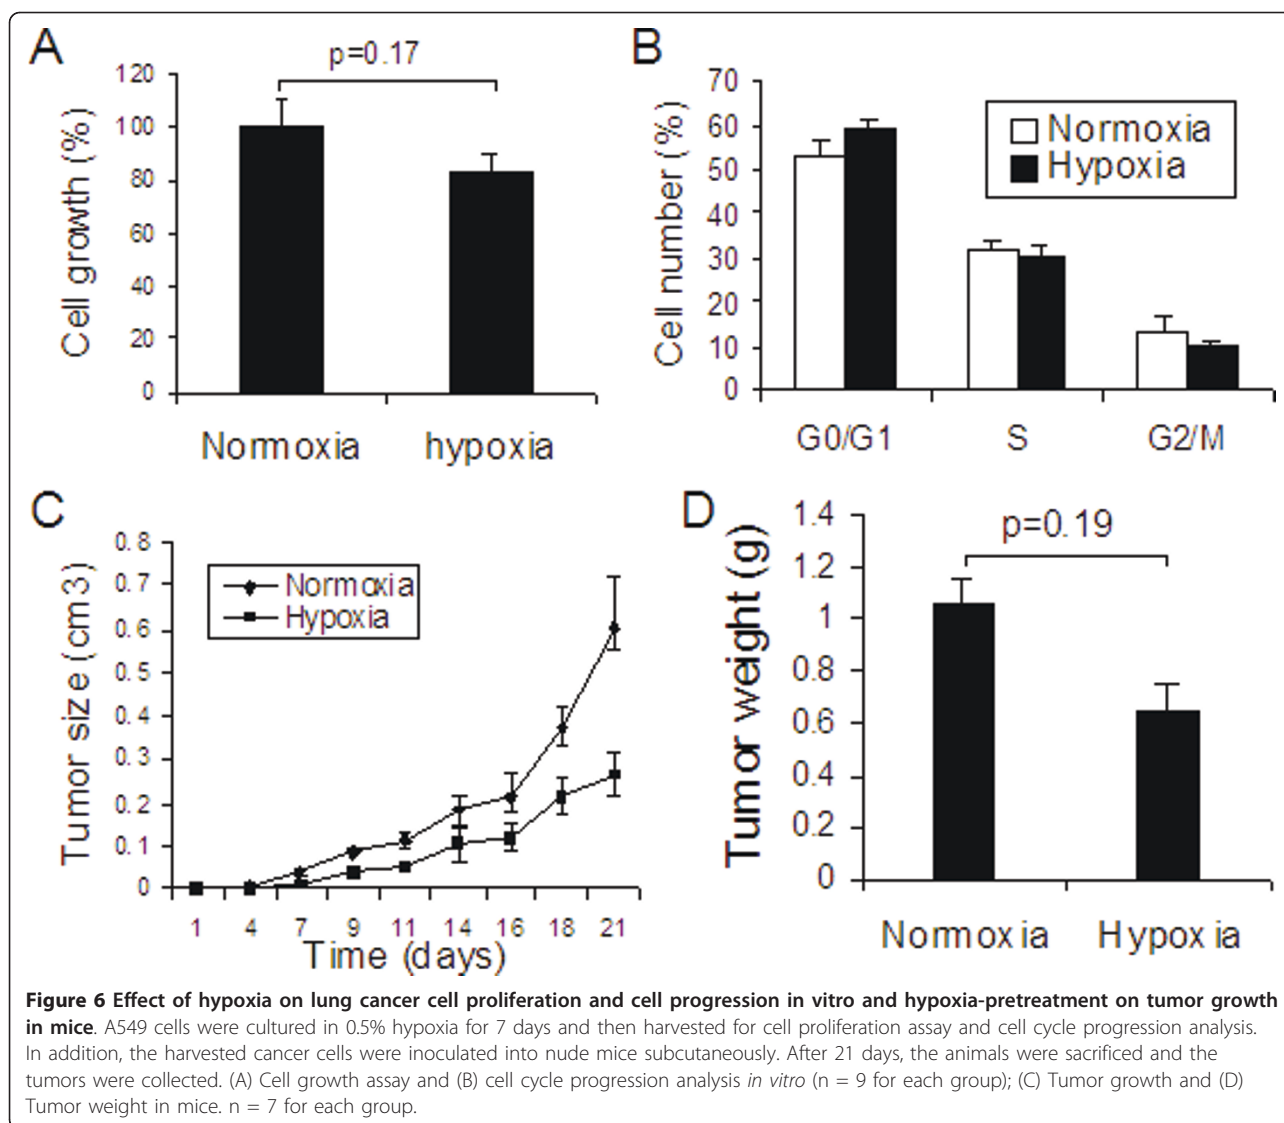 A
p=0.17
120
100
80
60
40
20
0
Cell growth (%)
Normoxia
hypoxia
B
70
60
50
40
30
20
10
0
Cell number (%)
Normoxia
Hypoxia
G0/G1
S
G2/M
C
0.8
0.7
0.6
0.5
0.4
0.3
0.2
0.1
0
Tumor size (cm3)
Normoxia
Hypoxia
1 4 7 9 11 14 16 18 21
Time (days)
D
p=0.19
1.4
1.2
1
0.8
0.6
0.4
0.2
0
Tumor weight (g)
Normoxia
Hypoxia
Figure 6 Effect of hypoxia on lung cancer cell proliferation and cell progression in vitro and hypoxia-pretreatment on tumor growth
in mice. A549 cells were cultured in 0.5% hypoxia for 7 days and then harvested for cell proliferation assay and cell cycle progression analysis.
In addition, the harvested cancer cells were inoculated into nude mice subcutaneously. After 21 days, the animals were sacrificed and the
tumors were collected. (A) Cell growth assay and (B) cell cycle progression analysis in vitro (n = 9 for each group); (C) Tumor growth and (D)
Tumor weight in mice. n = 7 for each group.